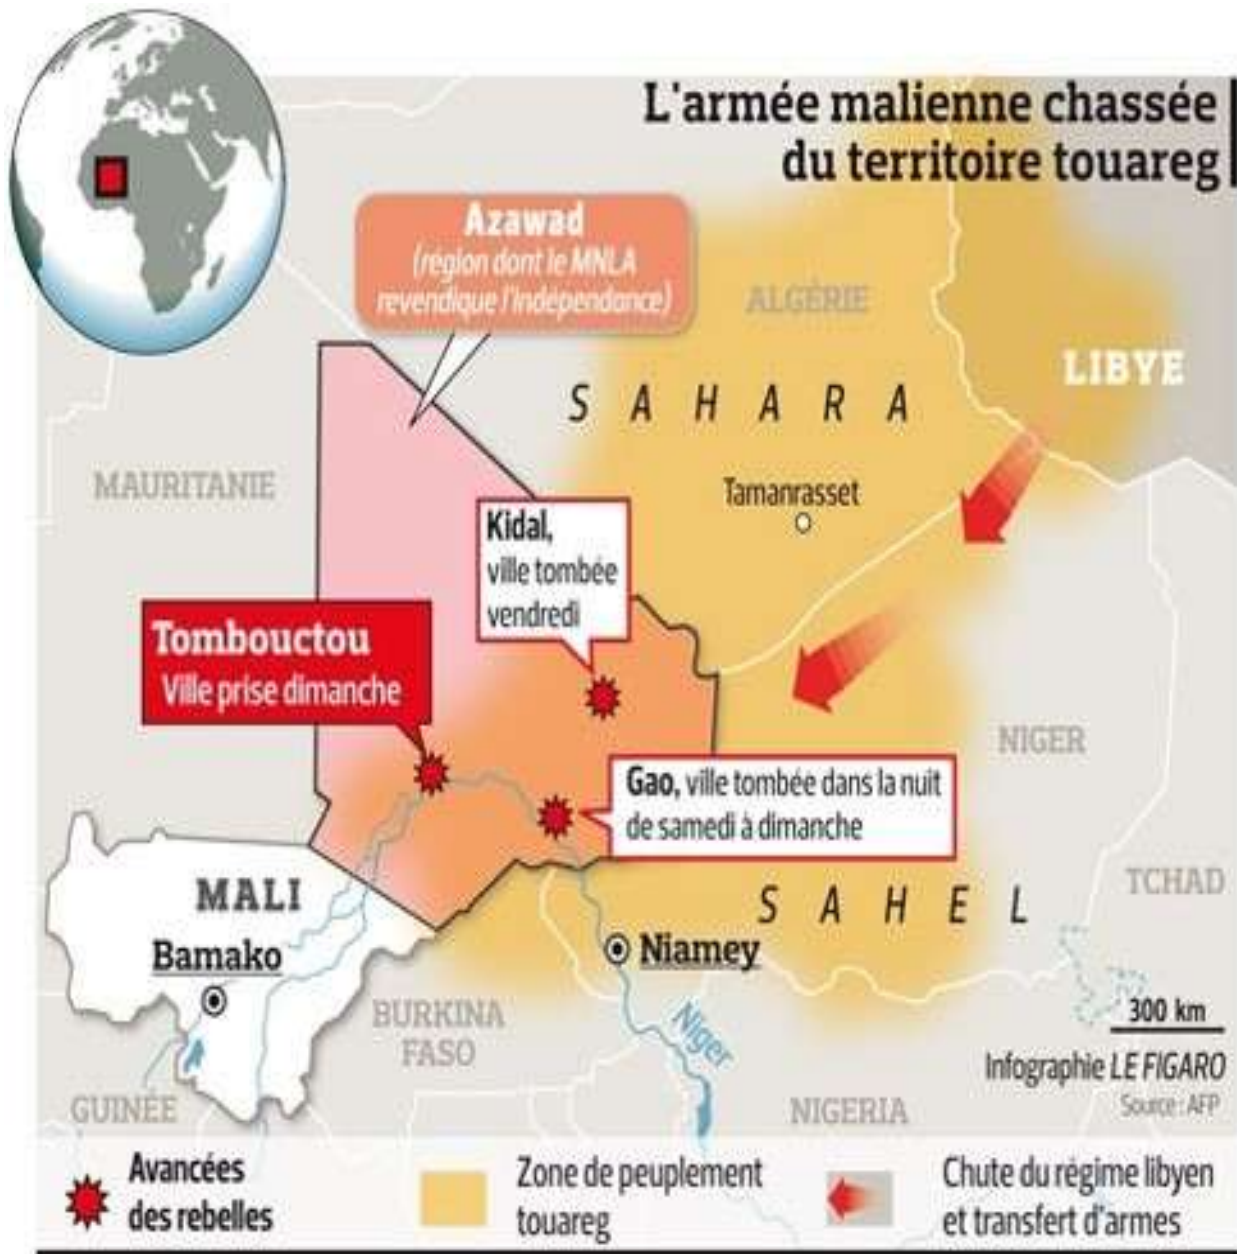 L'armée malienne chassée
du territoire touareg
Azawad
(région dont le MNLA
revendique l'indépendance)
ALGÉRIE
LIBYE
SAHARA
MAURITANIE
Tamanrasset
Kidal,
ville tombée
vendredi
Tombouctou
Ville prise dimanche
NIGER
Gao, ville tombée dans la nuit
de samedi à dimanche
TCHAD
MALI
SAHEL
Bamako
Niamey
BURKINA
FASO
Niger
300 km
Infographie LE FIGARO
Source : AFP
GUINÉE
NIGERIA
Avancées
des rebelles
Zone de peuplement
touareg
Chute du régime libyen
et transfert d'armes